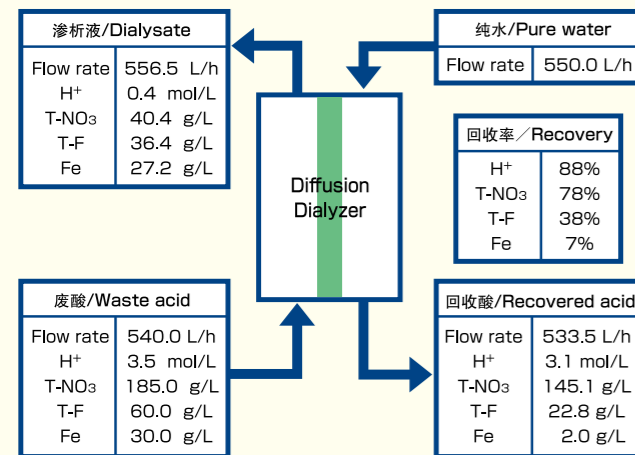 渗析液/Dialysate
Flow rate 556.5 L/h
H⁺ 0.4 mol/L
T-NO₃ 40.4 g/L
T-F 36.4 g/L
Fe 27.2 g/L
纯水/Pure water
Flow rate 550.0 L/h
回收率／Recovery
H⁺ 88%
T-NO₃ 78%
T-F 38%
Fe 7%
Diffusion
Dialyzer
废酸/Waste acid
Flow rate 540.0 L/h
H⁺ 3.5 mol/L
T-NO₃ 185.0 g/L
T-F 60.0 g/L
Fe 30.0 g/L
回收酸/Recovered acid
Flow rate 533.5 L/h
H⁺ 3.1 mol/L
T-NO₃ 145.1 g/L
T-F 22.8 g/L
Fe 2.0 g/L